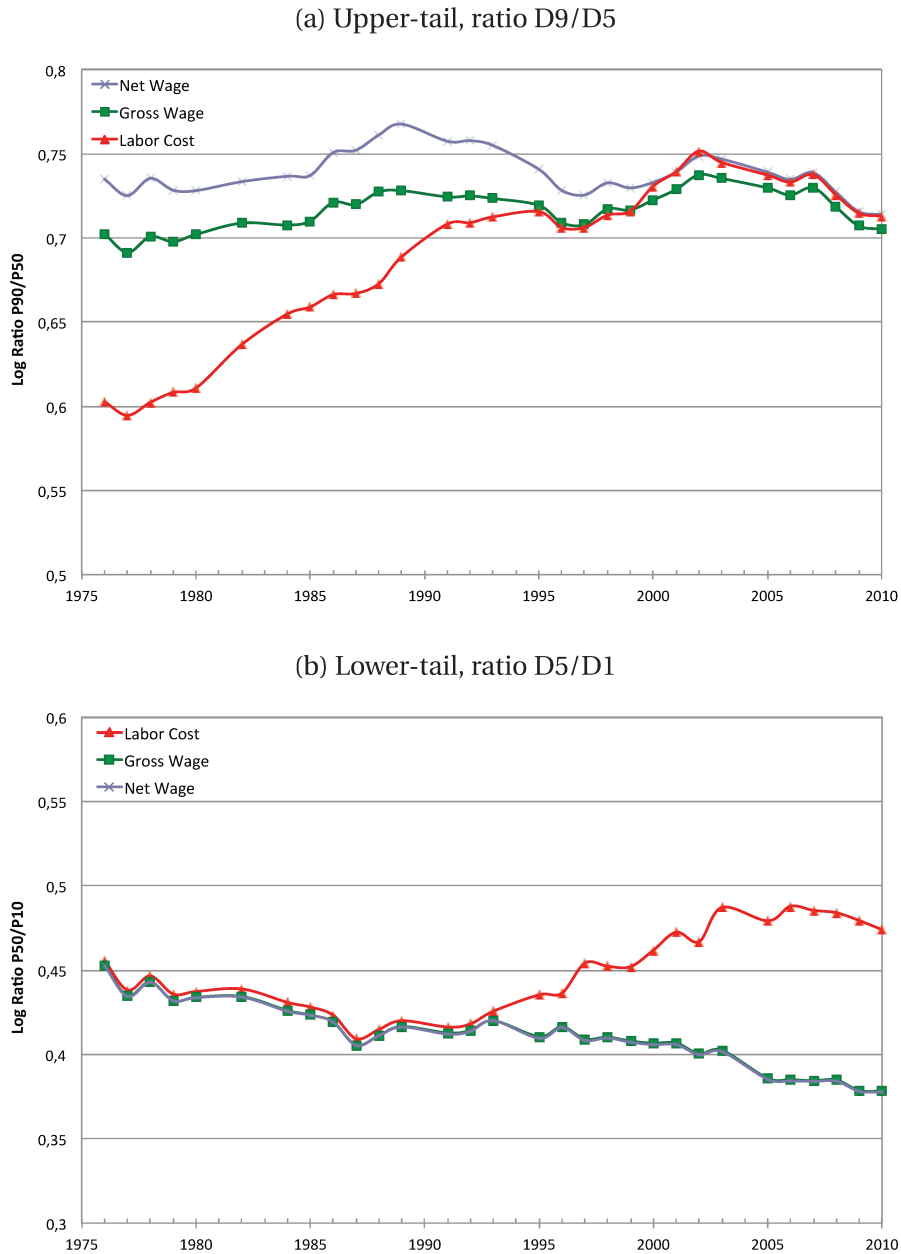 (a) Upper-tail, ratio D9/D5
0,8
0,75
0,7
0,65
0,6
0,55
0,5
Net Wage
Gross Wage
Labor Cost
Log Ratio P90/P50
1975 1980 1985 1990 1995 2000 2005 2010
(b) Lower-tail, ratio D5/D1
0,6
0,55
0,5
0,45
0,4
0,35
0,3
Labor Cost
Gross Wage
Net Wage
Log Ratio P50/P10
1975 1980 1985 1990 1995 2000 2005 2010